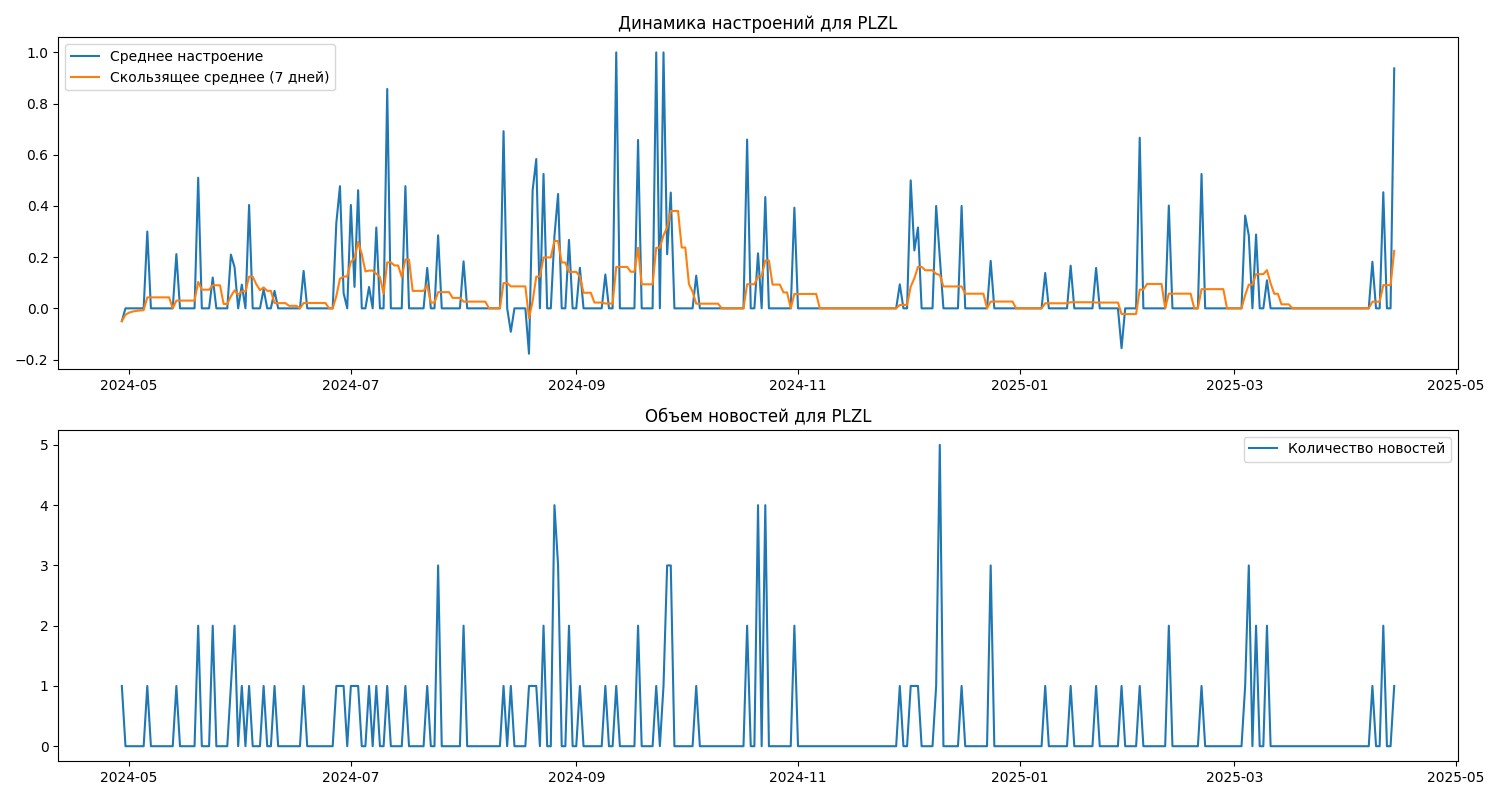 Динамика настроений для PLZL
Среднее настроение
Скользящее среднее (7 дней)
1.0
0.8
0.6
0.4
0.2
0.0
−0.2
2024-05 2024-07 2024-09 2024-11 2025-01 2025-03 2025-05
Объем новостей для PLZL
Количество новостей
5
4
3
2
1
0
2024-05 2024-07 2024-09 2024-11 2025-01 2025-03 2025-05